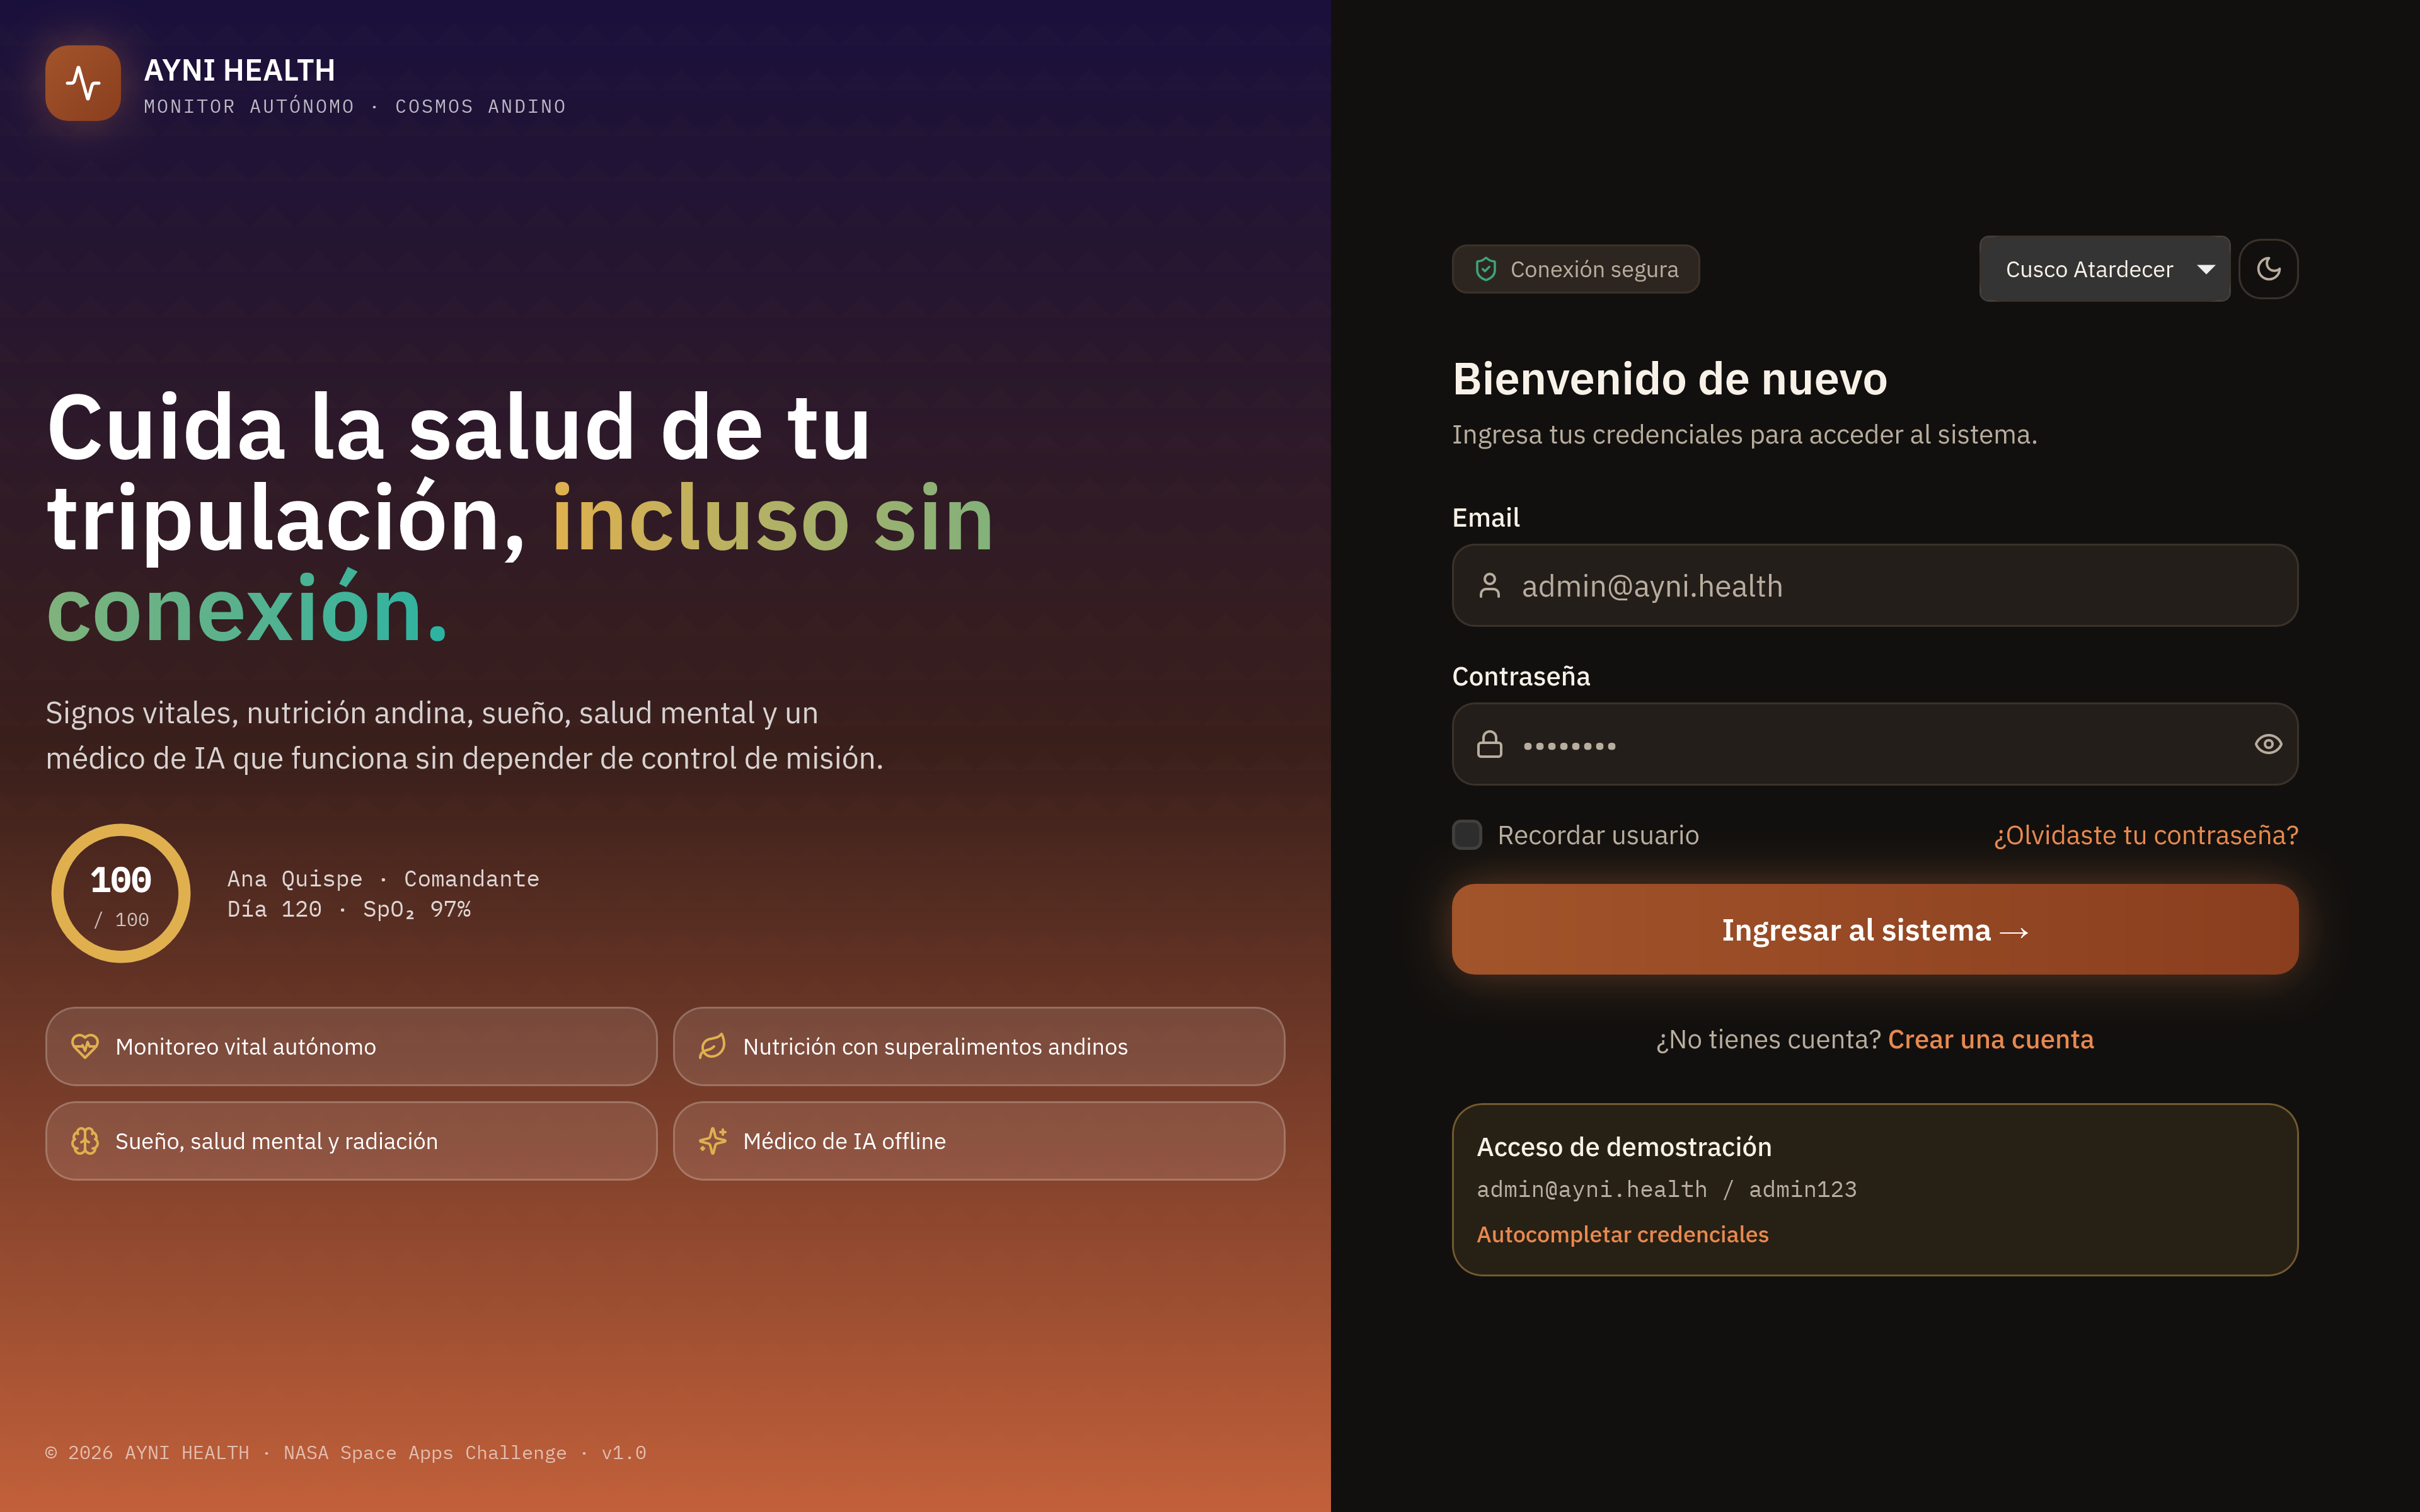 AYNI HEALTH
MONITOR AUTÓNOMO · COSMOS ANDINO
Cuida la salud de tu
tripulación, incluso sin
conexión.
Signos vitales, nutrición andina, sueño, salud mental y un
médico de IA que funciona sin depender de control de misión.
100
/ 100
Ana Quispe · Comandante
Día 120 · SpO₂ 97%
Monitoreo vital autónomo
Nutrición con superalimentos andinos
Sueño, salud mental y radiación
Médico de IA offline
© 2026 AYNI HEALTH · NASA Space Apps Challenge · v1.0
Conexión segura
Cusco Atardecer
Bienvenido de nuevo
Ingresa tus credenciales para acceder al sistema.
Email
admin@ayni.health
Contraseña
••••••••
Recordar usuario
¿Olvidaste tu contraseña?
Ingresar al sistema →
¿No tienes cuenta? Crear una cuenta
Acceso de demostración
admin@ayni.health / admin123
Autocompletar credenciales